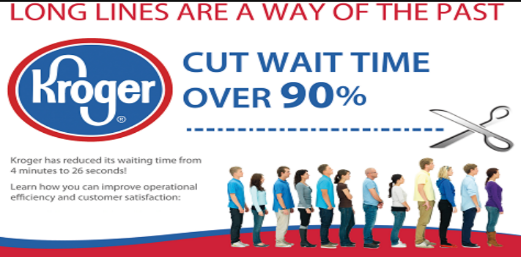 LONG LINES ARE A WAY OF THE PAST
Kroger
®
CUT WAIT TIME
OVER 90%
Kroger has reduced its waiting time from
4 minutes to 26 seconds!
Learn how you can improve operational
efficiency and customer satisfaction: